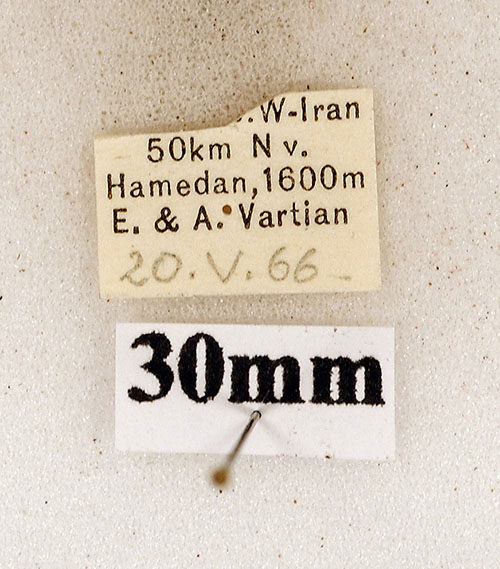 .W-Iran
50km N v.
Hamedan, 1600m
E. & A. Vartian
20. V. 66
30mm